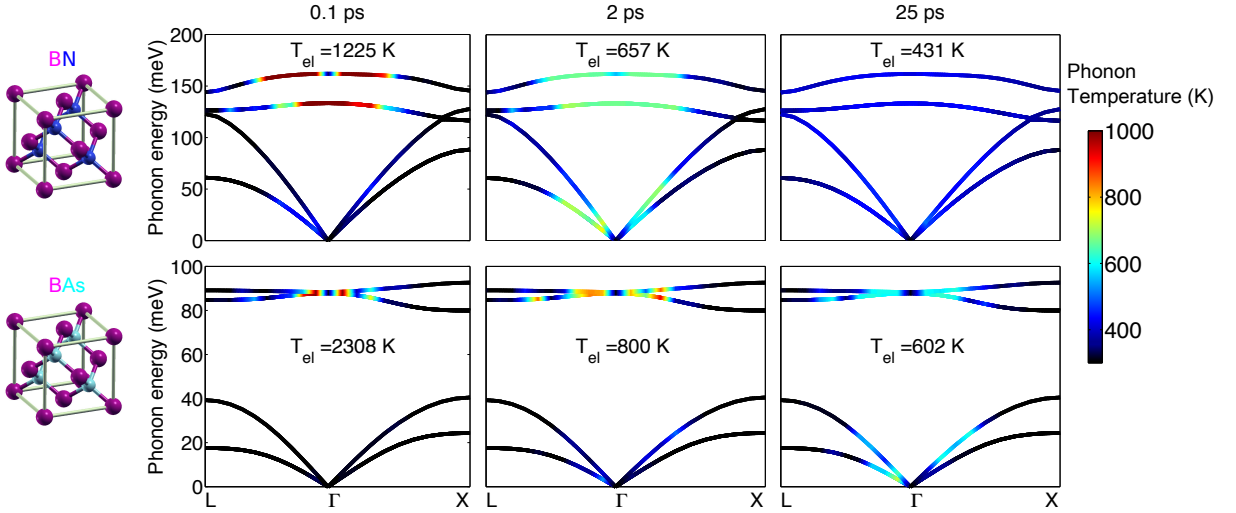 0.1 ps
2 ps
25 ps
BN
Phonon energy (meV)
200
150
100
50
0
T_el =1225 K
T_el =657 K
T_el =431 K
Phonon
Temperature (K)
1000
800
600
400
BAs
Phonon energy (meV)
100
80
60
40
20
0
T_el =2308 K
T_el =800 K
T_el =602 K
L Γ X
L Γ X
L Γ X